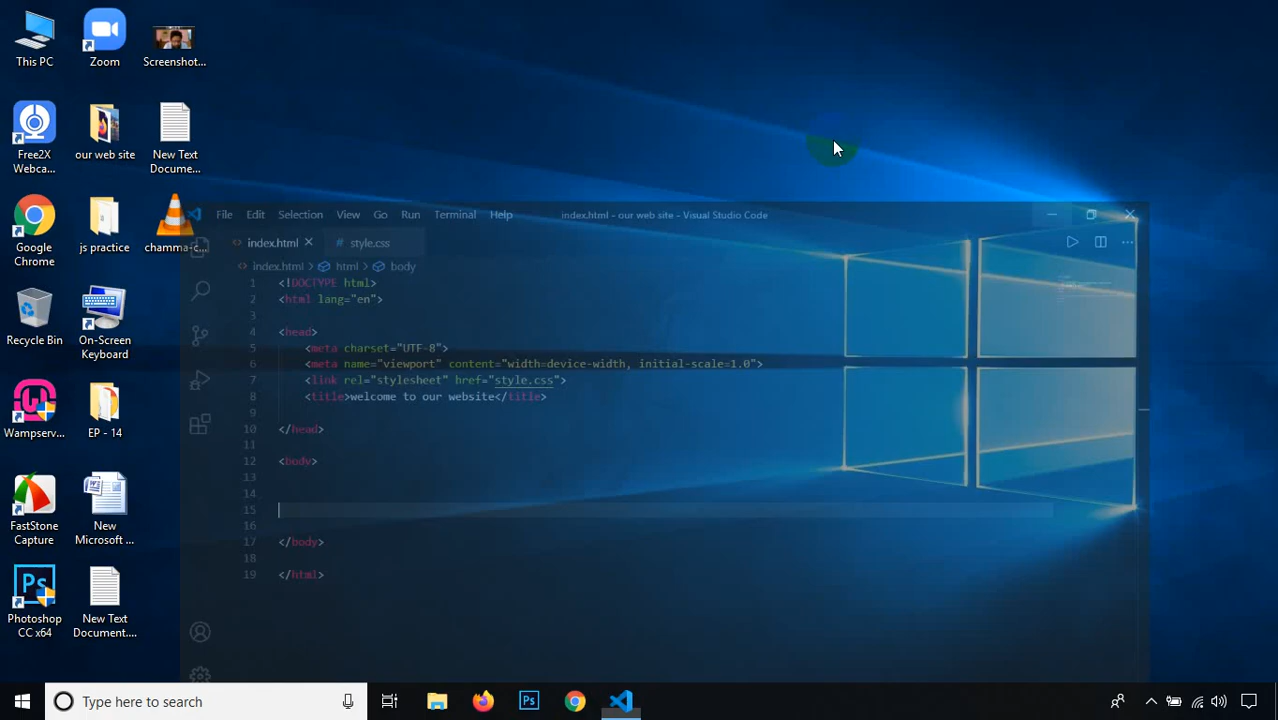 This PC
Zoom
Screenshot...
Free2X
Webca...
our web site
New Text
Docume...
Google
Chrome
js practice
chamma-c...
Recycle Bin
On-Screen
Keyboard
Wampserv...
EP - 14
FastStone
Capture
New
Microsoft ...
Photoshop
CC x64
New Text
Document....
File Edit Selection View Go Run Terminal Help
index.html - our web site - Visual Studio Code
index.html
# style.css
index.html > html > body
1 <!DOCTYPE html>
2 <html lang="en">
3
4 <head>
5 <meta charset="UTF-8">
6 <meta name="viewport" content="width=device-width, initial-scale=1.0">
7 <link rel="stylesheet" href="style.css">
8 <title>welcome to our website</title>
9
10 </head>
11
12 <body>
13
14
15
16
17 </body>
18
19 </html>
Type here to search